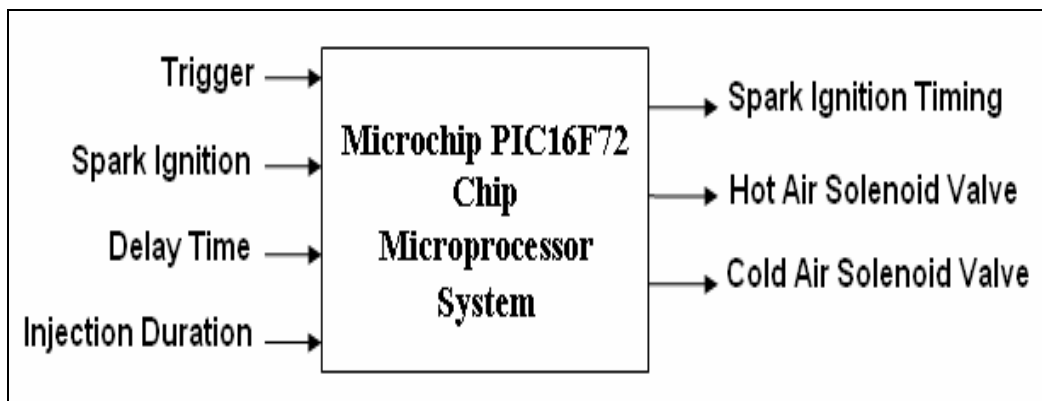 Trigger
Spark Ignition
Delay Time
Injection Duration
Microchip PIC16F72
Chip
Microprocessor
System
Spark Ignition Timing
Hot Air Solenoid Valve
Cold Air Solenoid Valve